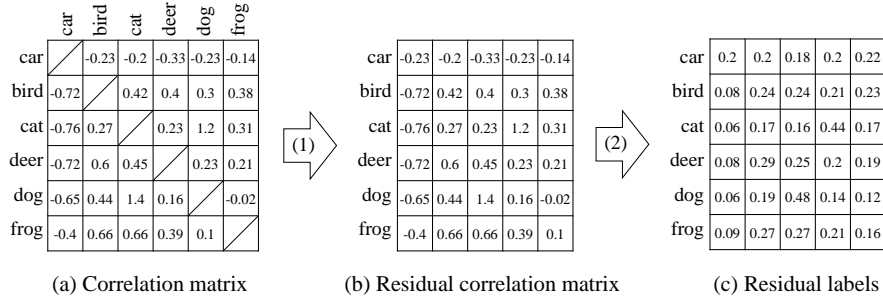 car bird cat deer dog frog
car -0.23 -0.2 -0.33 -0.23 -0.14
bird -0.72 0.42 0.4 0.3 0.38
cat -0.76 0.27 0.23 1.2 0.31
deer -0.72 0.6 0.45 0.23 0.21
dog -0.65 0.44 1.4 0.16 -0.02
frog -0.4 0.66 0.66 0.39 0.1
(a) Correlation matrix
(1)
car -0.23 -0.2 -0.33 -0.23 -0.14
bird -0.72 0.42 0.4 0.3 0.38
cat -0.76 0.27 0.23 1.2 0.31
deer -0.72 0.6 0.45 0.23 0.21
dog -0.65 0.44 1.4 0.16 -0.02
frog -0.4 0.66 0.66 0.39 0.1
(b) Residual correlation matrix
(2)
car 0.2 0.2 0.18 0.2 0.22
bird 0.08 0.24 0.24 0.21 0.23
cat 0.06 0.17 0.16 0.44 0.17
deer 0.08 0.29 0.25 0.2 0.19
dog 0.06 0.19 0.48 0.14 0.12
frog 0.09 0.27 0.27 0.21 0.16
(c) Residual labels